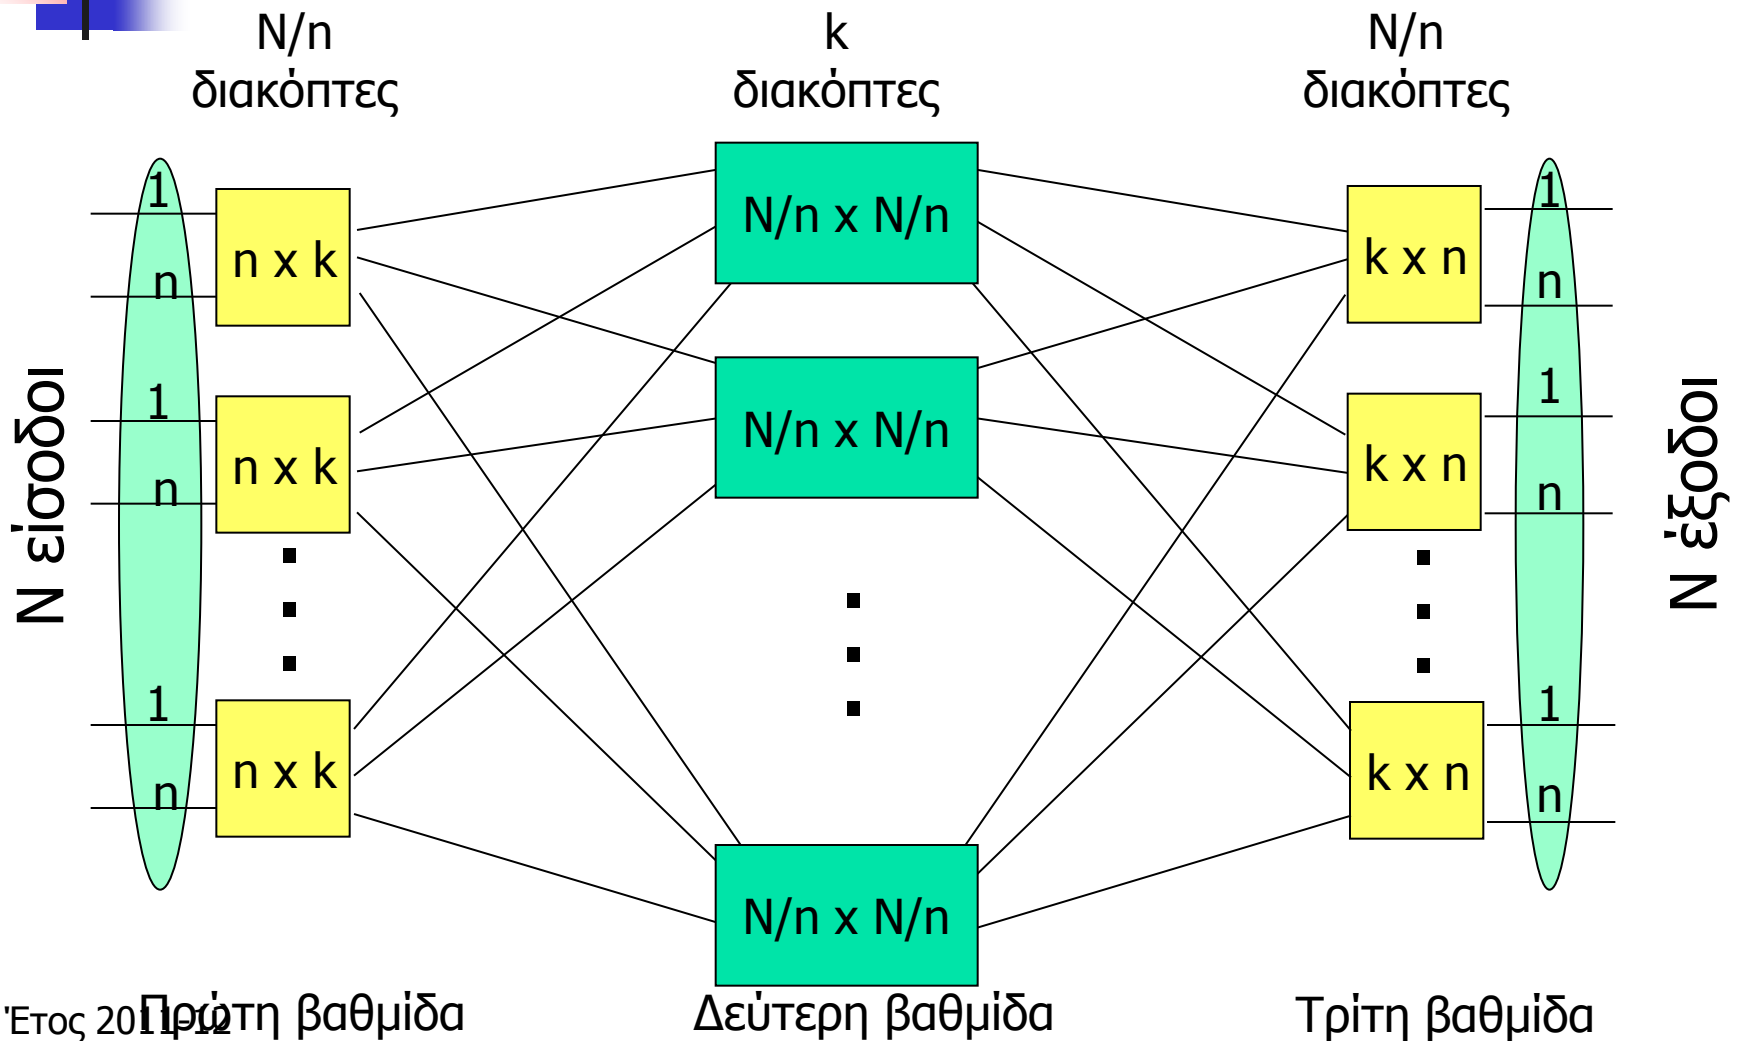 N/n
διακόπτες
k
διακόπτες
N/n
διακόπτες
N είσοδοι
1
n
n x k
1
n
n x k
1
n
n x k
N/n x N/n
N/n x N/n
N/n x N/n
k x n
1
n
k x n
1
n
k x n
1
n
N έξοδοι
Πρώτη βαθμίδα
Δεύτερη βαθμίδα
Τρίτη βαθμίδα
Έτος 2011-12